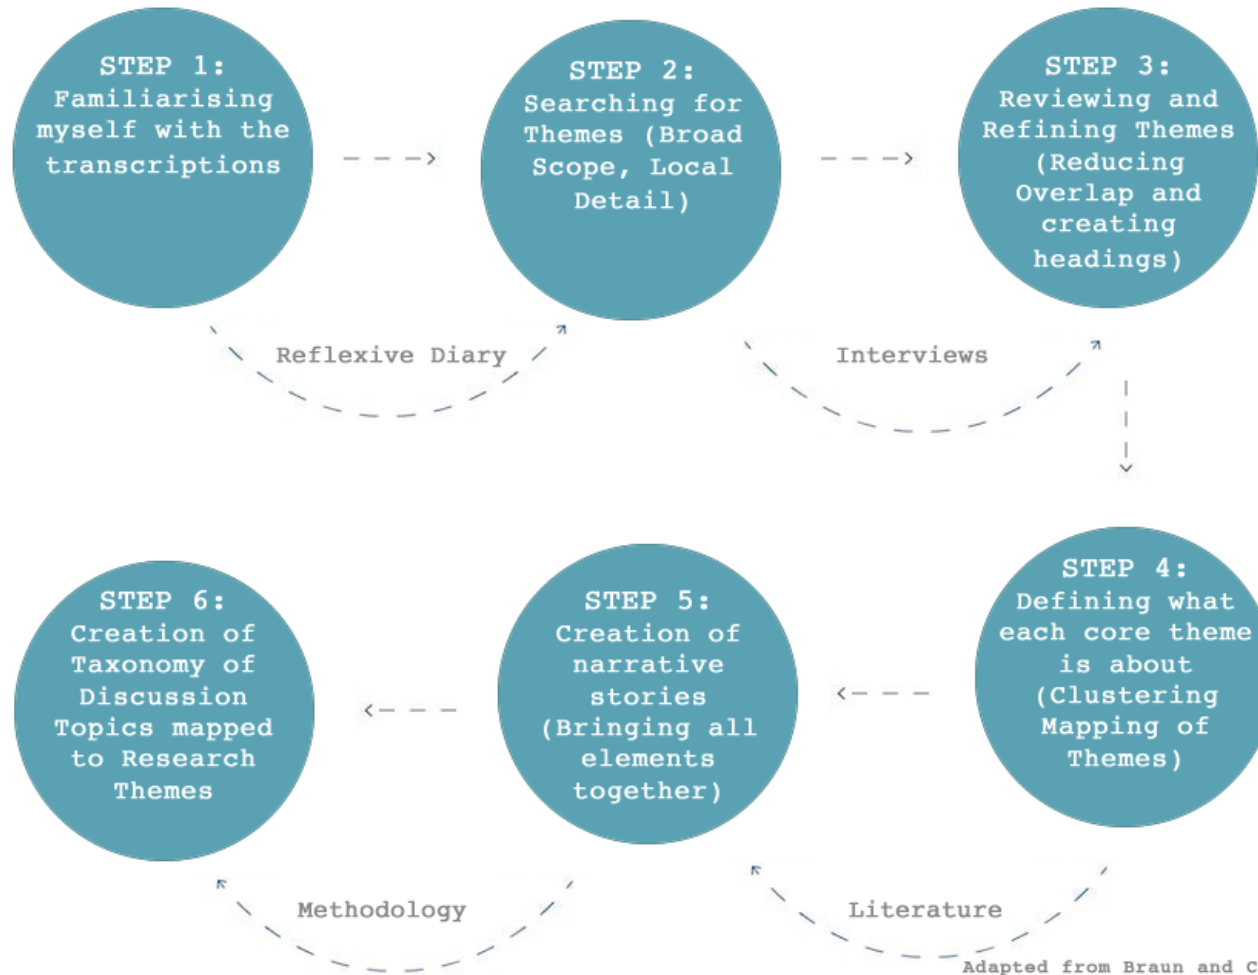 STEP 1:
Familiarising
myself with the
transcriptions
STEP 2:
Searching for
Themes (Broad
Scope, Local
Detail)
STEP 3:
Reviewing and
Refining Themes
(Reducing
Overlap and
creating
headings)
Reflexive Diary
Interviews
STEP 4:
Defining what
each core theme
is about
(Clustering
Mapping of
Themes)
STEP 5:
Creation of
narrative
stories
(Bringing all
elements
together)
STEP 6:
Creation of
Taxonomy of
Discussion
Topics mapped
to Research
Themes
Literature
Methodology
Adapted from Braun and C